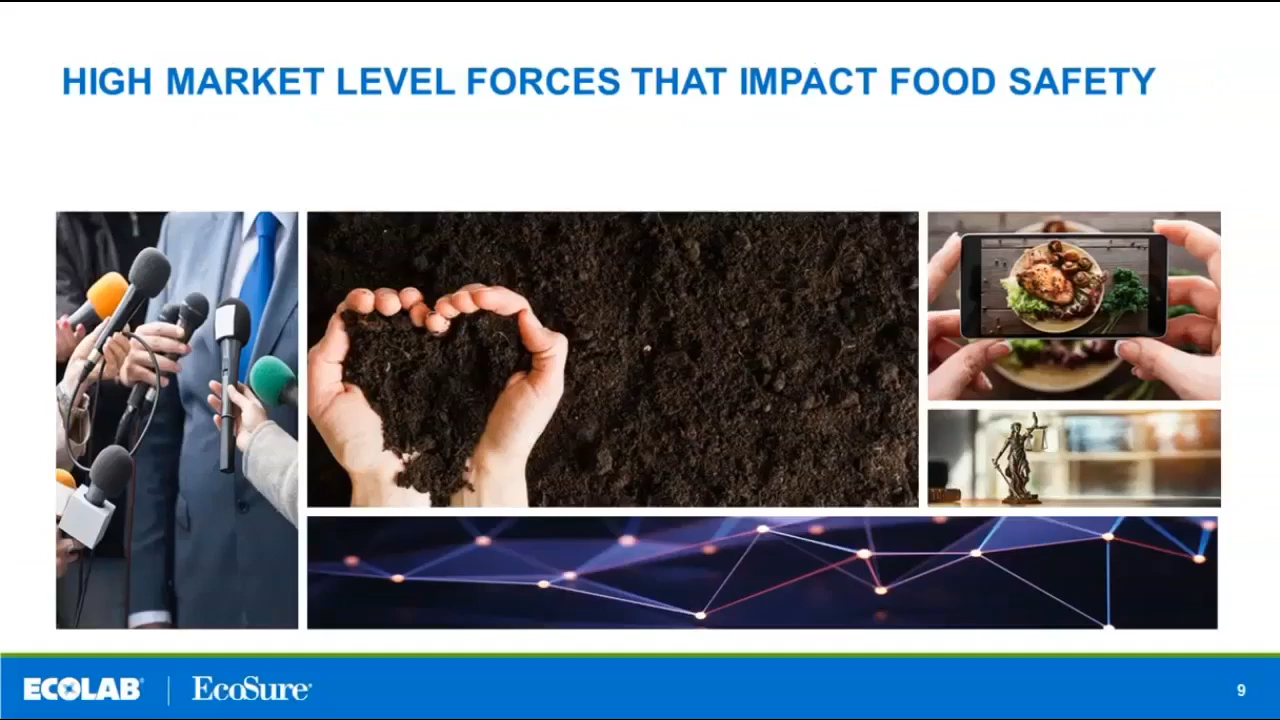 HIGH MARKET LEVEL FORCES THAT IMPACT FOOD SAFETY
ECOLAB® | EcoSure®
9